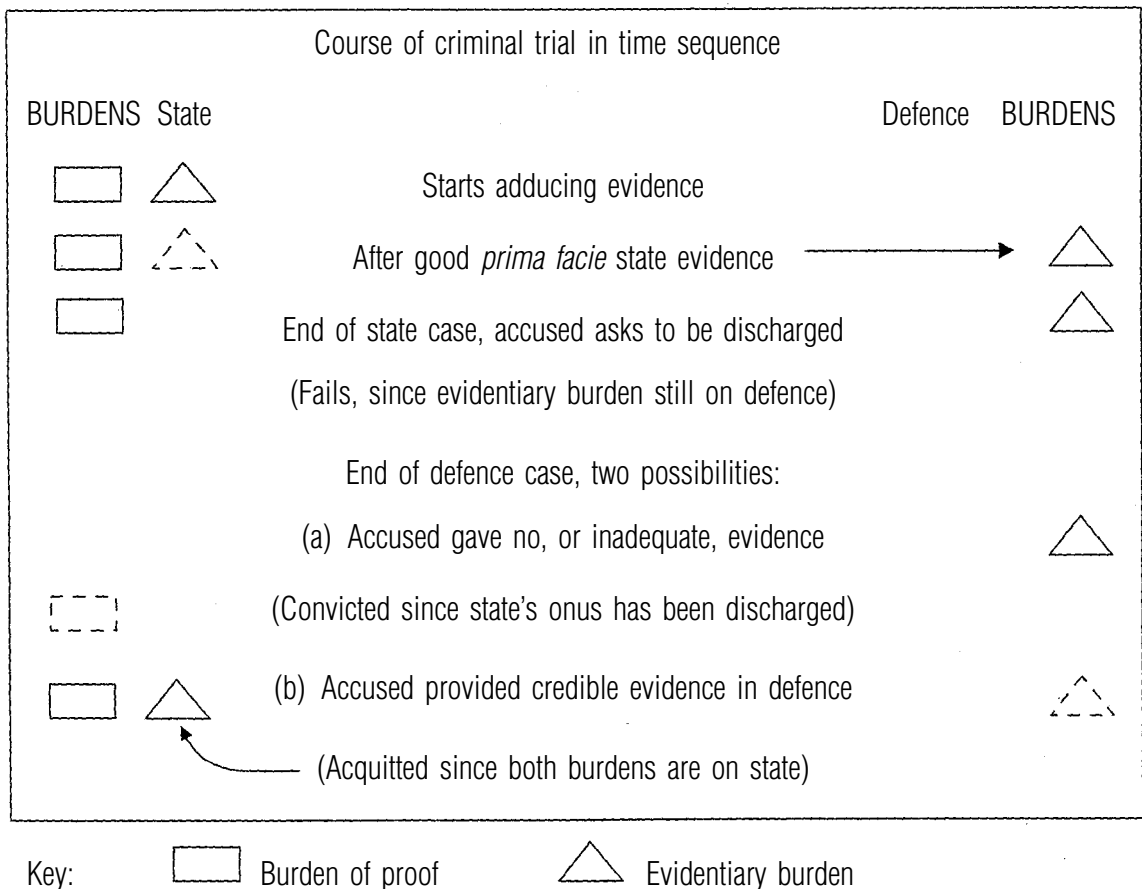 Course of criminal trial in time sequence
BURDENS State Defence BURDENS
Starts adducing evidence
After good prima facie state evidence
End of state case, accused asks to be discharged
(Fails, since evidentiary burden still on defence)
End of defence case, two possibilities:
(a) Accused gave no, or inadequate, evidence
(Convicted since state's onus has been discharged)
(b) Accused provided credible evidence in defence
(Acquitted since both burdens are on state)
Key: Burden of proof Evidentiary burden